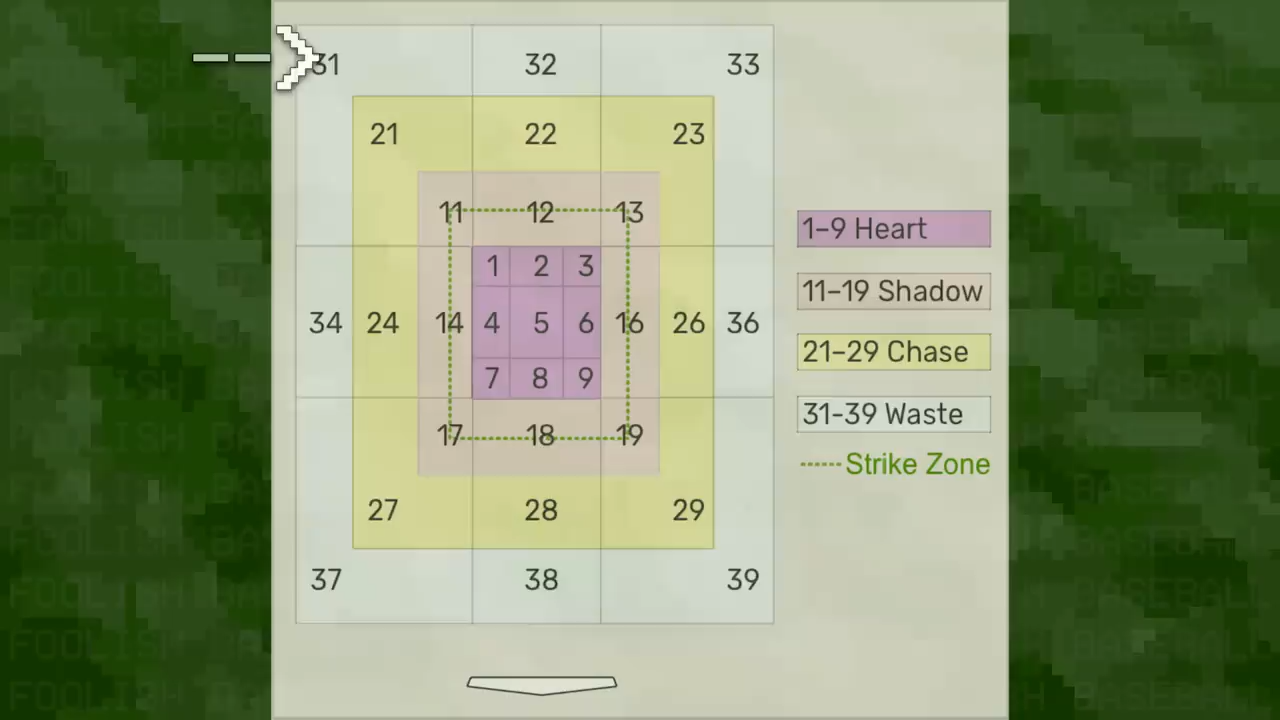 31 32 33
21 22 23
11 12 13
1 2 3
34 24 14 4 5 6 16 26 36
7 8 9
17 18 19
27 28 29
37 38 39
1-9 Heart
11-19 Shadow
21-29 Chase
31-39 Waste
Strike Zone
FOOLISH BASEBALL